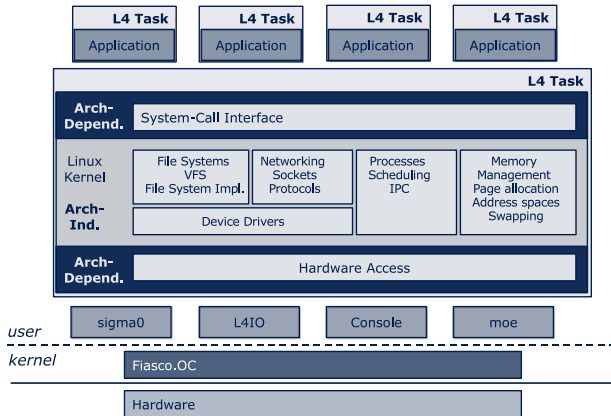 L4 Task L4 Task L4 Task L4 Task
Application Application Application Application
L4 Task
Arch-
Depend.
System-Call Interface
Linux
Kernel
Arch-
Ind.
File Systems
VFS
File System Impl.
Networking
Sockets
Protocols
Processes
Scheduling
IPC
Memory
Management
Page allocation
Address spaces
Swapping
Device Drivers
Arch-
Depend.
Hardware Access
sigma0 L4IO Console moe
user
kernel
Fiasco.OC
Hardware